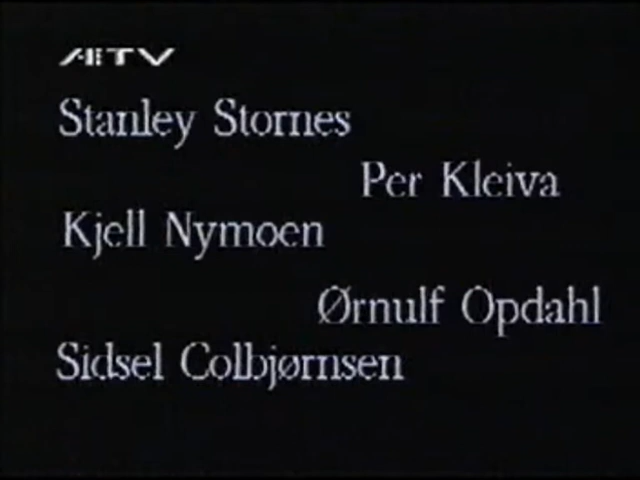 AITV
Stanley Stornes
Per Kleiva
Kjell Nymoen
Ørnulf Opdahl
Sidsel Colbjørnsen